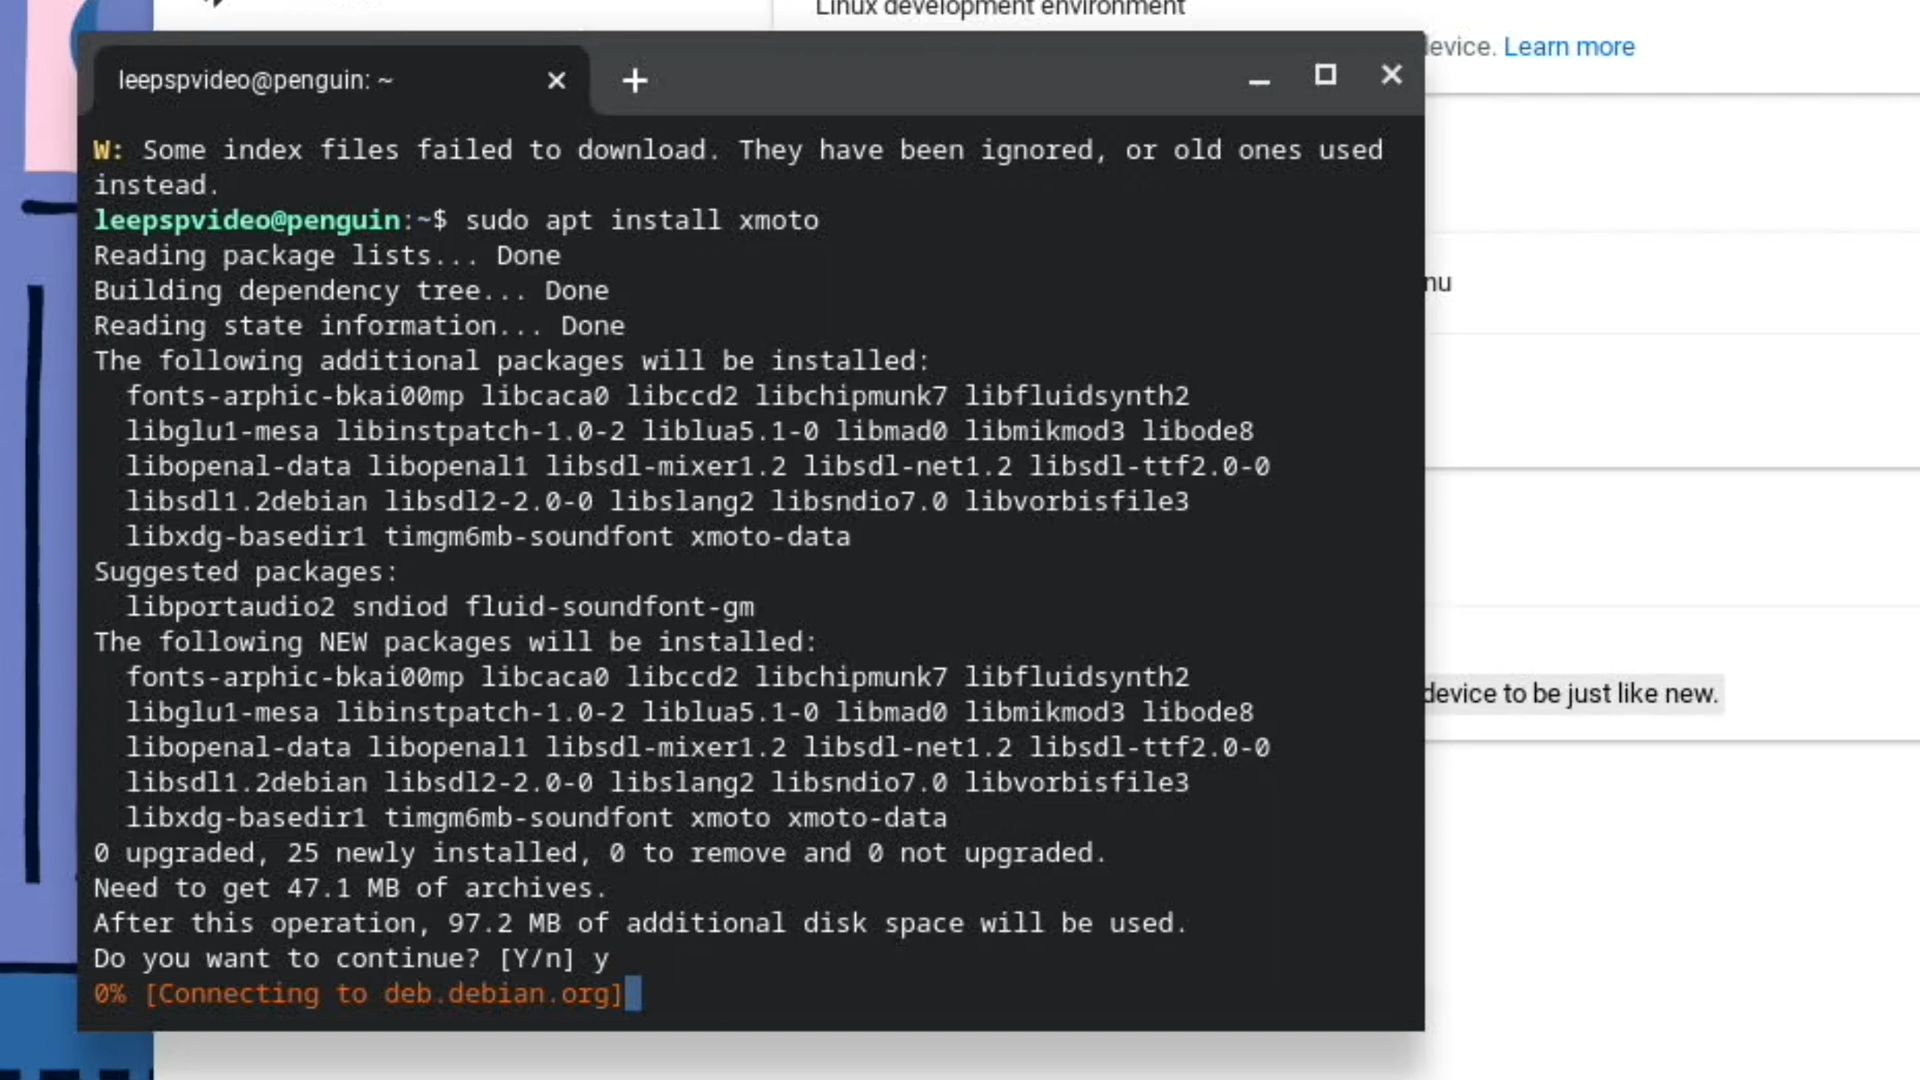 Linux development environment
evice. Learn more
leepspvideo@penguin: ~
W: Some index files failed to download. They have been ignored, or old ones used
instead.
leepspvideo@penguin:~$ sudo apt install xmoto
Reading package lists... Done
Building dependency tree... Done
Reading state information... Done
The following additional packages will be installed:
fonts-arphic-bkai00mp libcaca0 libccd2 libchipmunk7 libfluidsynth2
libglu1-mesa libinstpatch-1.0-2 liblua5.1-0 libmad0 libmikmod3 libode8
libopenal-data libopenal1 libsdl-mixer1.2 libsdl-net1.2 libsdl-ttf2.0-0
libsdl1.2debian libsdl2-2.0-0 libslang2 libsndio7.0 libvorbisfile3
libxdg-basedir1 timgm6mb-soundfont xmoto-data
Suggested packages:
libportaudio2 sndiod fluid-soundfont-gm
The following NEW packages will be installed:
fonts-arphic-bkai00mp libcaca0 libccd2 libchipmunk7 libfluidsynth2
libglu1-mesa libinstpatch-1.0-2 liblua5.1-0 libmad0 libmikmod3 libode8
libopenal-data libopenal1 libsdl-mixer1.2 libsdl-net1.2 libsdl-ttf2.0-0
libsdl1.2debian libsdl2-2.0-0 libslang2 libsndio7.0 libvorbisfile3
libxdg-basedir1 timgm6mb-soundfont xmoto xmoto-data
0 upgraded, 25 newly installed, 0 to remove and 0 not upgraded.
Need to get 47.1 MB of archives.
After this operation, 97.2 MB of additional disk space will be used.
Do you want to continue? [Y/n] y
0% [Connecting to deb.debian.org]
nu
device to be just like new.